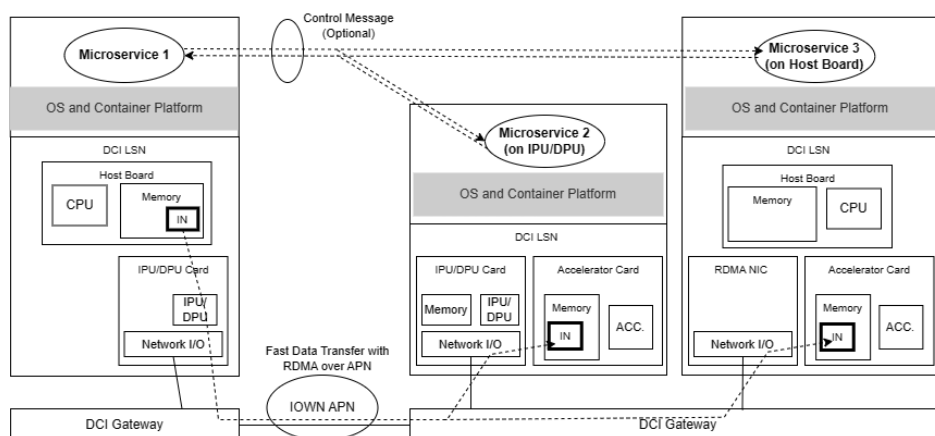 Control Message
(Optional)
Microservice 1
OS and Container Platform
DCI LSN
Host Board
CPU
Memory
IN
IPU/DPU Card
IPU/
DPU
Network I/O
Microservice 2
(on IPU/DPU)
OS and Container Platform
DCI LSN
IPU/DPU Card
Memory
IPU/
DPU
Network I/O
Accelerator Card
Memory
IN
ACC.
Microservice 3
(on Host Board)
OS and Container Platform
DCI LSN
Host Board
Memory
CPU
RDMA NIC
Network I/O
Accelerator Card
Memory
IN
ACC.
Fast Data Transfer with
RDMA over APN
IOWN APN
DCI Gateway
DCI Gateway